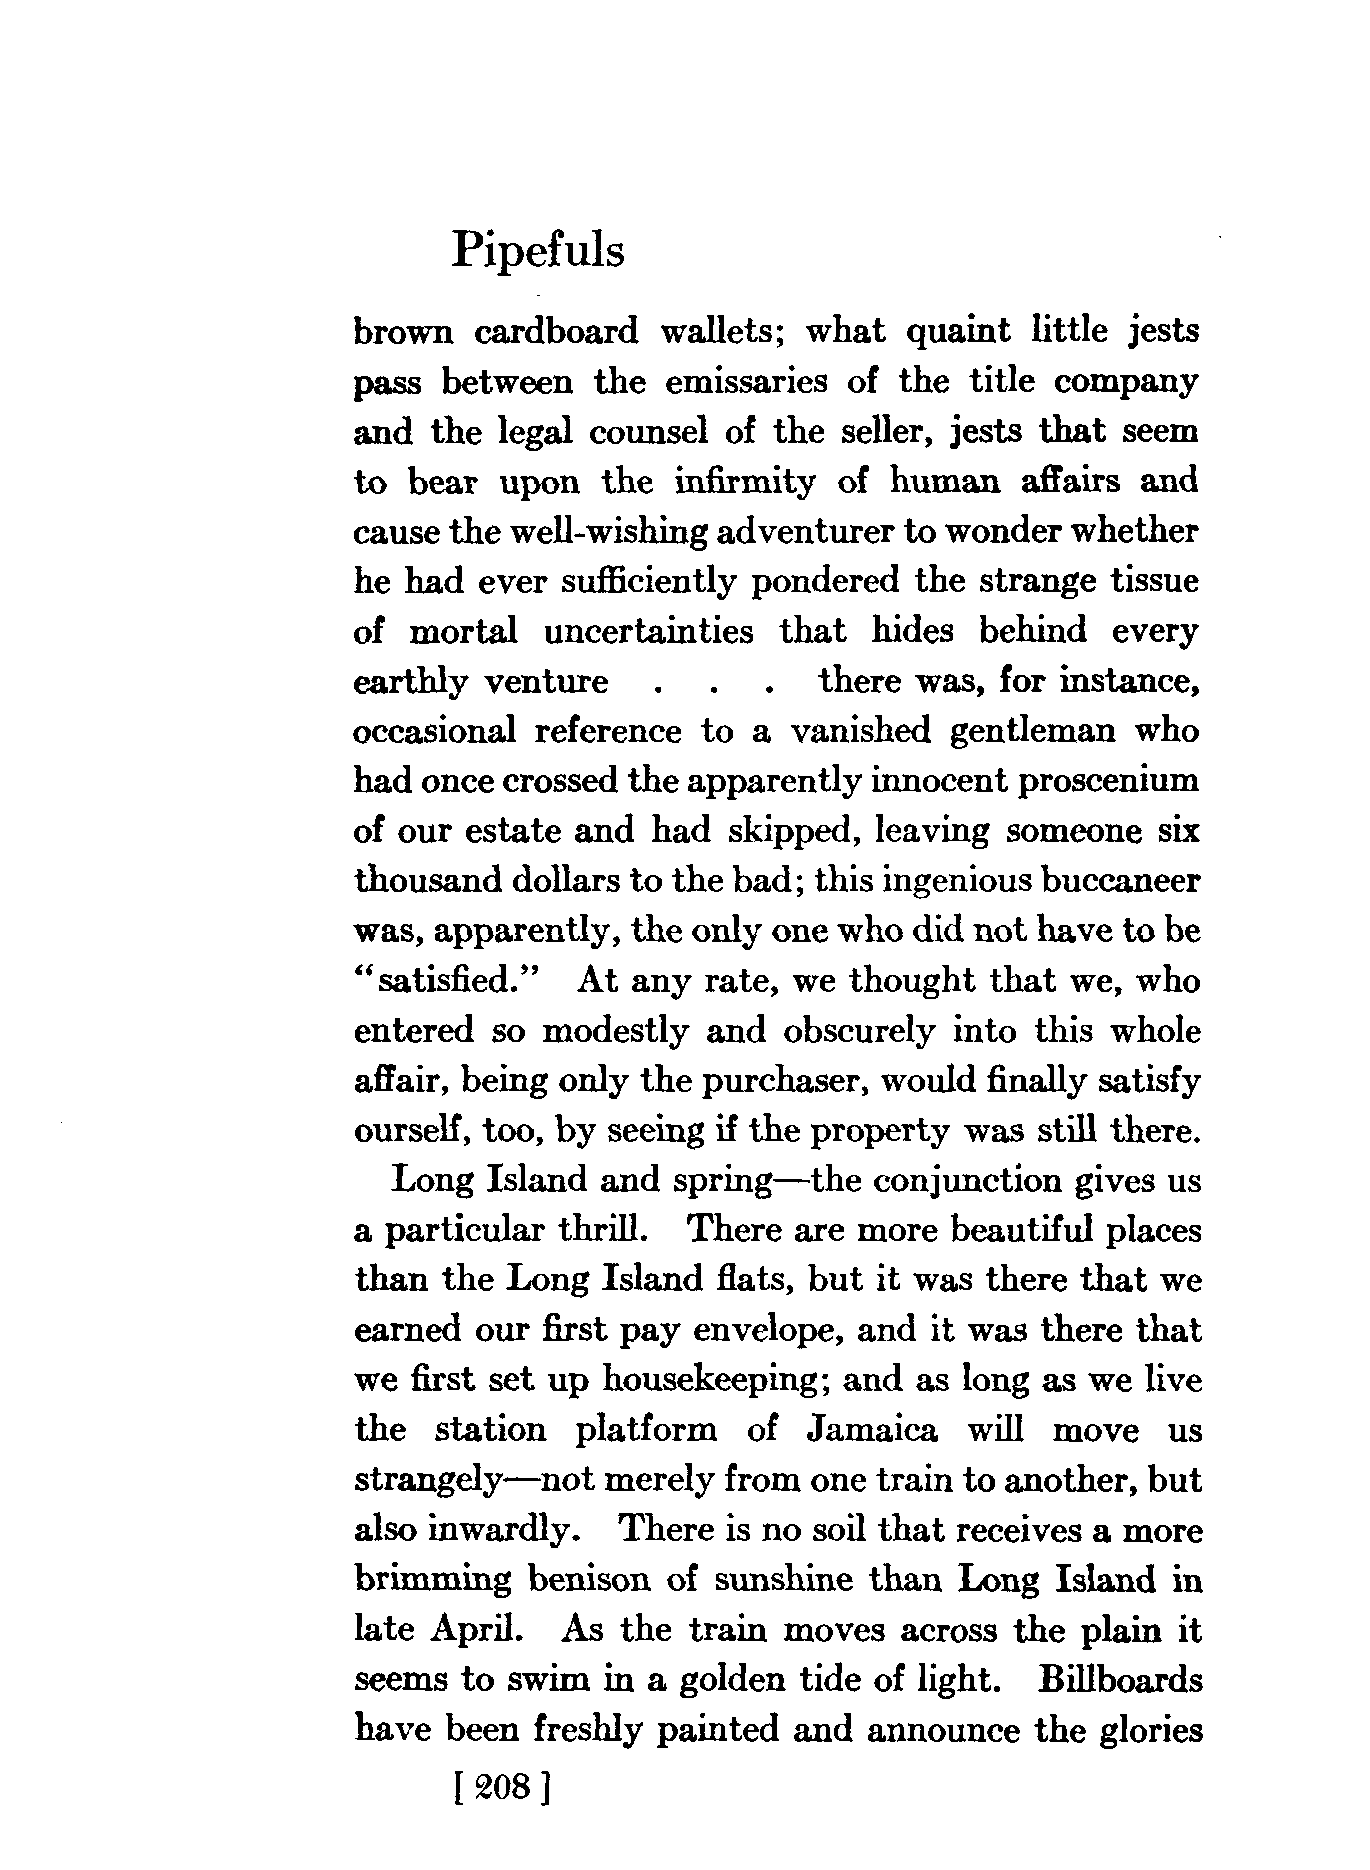 Pipefuls
brown cardboard wallets; what quaint little jests
pass between the emissaries of the title company
and the legal counsel of the seller, jests that seem
to bear upon the infirmity of human affairs and
cause the well-wishing adventurer to wonder whether
he had ever sufficiently pondered the strange tissue
of mortal uncertainties that hides behind every
earthly venture . . . there was, for instance,
occasional reference to a vanished gentleman who
had once crossed the apparently innocent proscenium
of our estate and had skipped, leaving someone six
thousand dollars to the bad; this ingenious buccaneer
was, apparently, the only one who did not have to be
“satisfied.” At any rate, we thought that we, who
entered so modestly and obscurely into this whole
affair, being only the purchaser, would finally satisfy
ourself, too, by seeing if the property was still there.
Long Island and spring—the conjunction gives us
a particular thrill. There are more beautiful places
than the Long Island flats, but it was there that we
earned our first pay envelope, and it was there that
we first set up housekeeping; and as long as we live
the station platform of Jamaica will move us
strangely—not merely from one train to another, but
also inwardly. There is no soil that receives a more
brimming benison of sunshine than Long Island in
late April. As the train moves across the plain it
seems to swim in a golden tide of light. Billboards
have been freshly painted and announce the glories
[ 208 ]